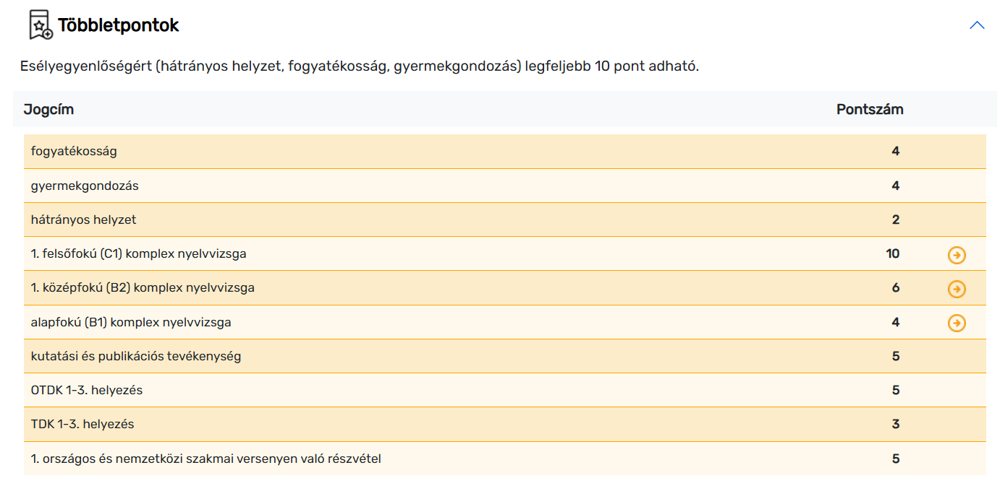 Többletpontok
Esélyegyenlőségért (hátrányos helyzet, fogyatékosság, gyermekgondozás) legfeljebb 10 pont adható.
Jogcím Pontszám
fogyatékosság 4
gyermekgondozás 4
hátrányos helyzet 2
1. felsőfokú (C1) komplex nyelvvizsga 10
1. középfokú (B2) komplex nyelvvizsga 6
alapfokú (B1) komplex nyelvvizsga 4
kutatási és publikációs tevékenység 5
OTDK 1-3. helyezés 5
TDK 1-3. helyezés 3
1. országos és nemzetközi szakmai versenyen való részvétel 5